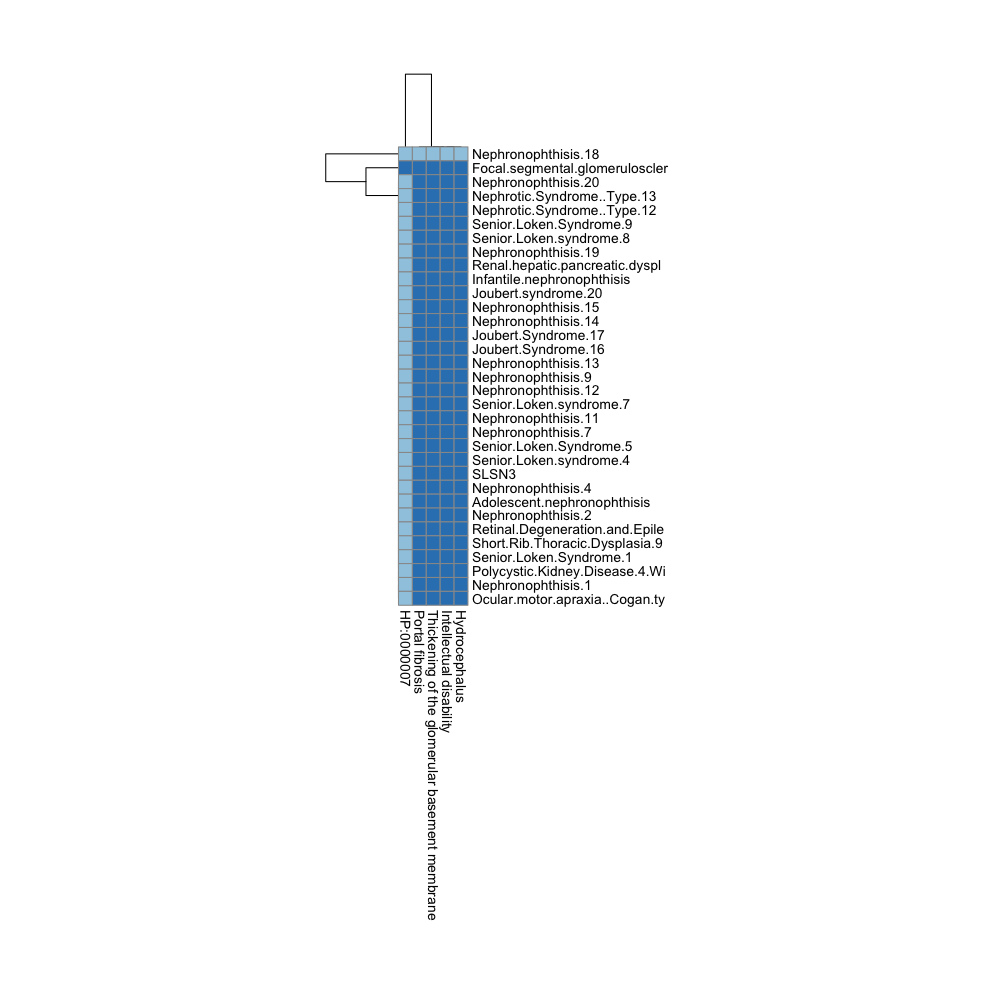 Nephronophthisis.18
Focal.segmental.glomeruloscler
Nephronophthisis.20
Nephrotic.Syndrome..Type.13
Nephrotic.Syndrome..Type.12
Senior.Loken.Syndrome.9
Senior.Loken.syndrome.8
Nephronophthisis.19
Renal.hepatic.pancreatic.dyspl
Infantile.nephronophthisis
Joubert.syndrome.20
Nephronophthisis.15
Nephronophthisis.14
Joubert.Syndrome.17
Joubert.Syndrome.16
Nephronophthisis.13
Nephronophthisis.9
Nephronophthisis.12
Senior.Loken.syndrome.7
Nephronophthisis.11
Nephronophthisis.7
Senior.Loken.Syndrome.5
Senior.Loken.syndrome.4
SLSN3
Nephronophthisis.4
Adolescent.nephronophthisis
Nephronophthisis.2
Retinal.Degeneration.and.Epile
Short.Rib.Thoracic.Dysplasia.9
Senior.Loken.Syndrome.1
Polycystic.Kidney.Disease.4.Wi
Nephronophthisis.1
Ocular.motor.apraxia..Cogan.ty
HP:0000007
Portal fibrosis
Thickening of the glomerular basement membrane
Intellectual disability
Hydrocephalus